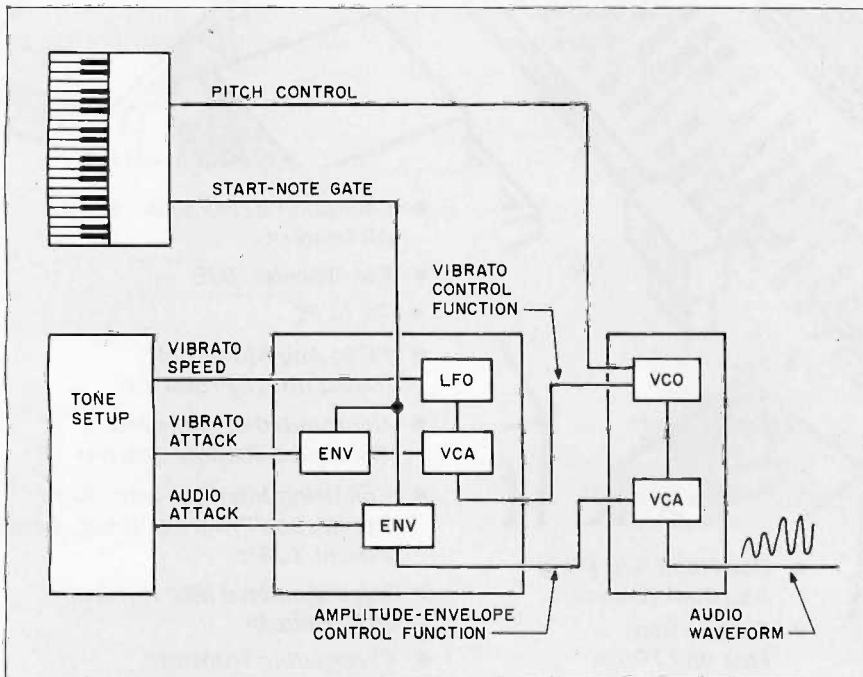 PITCH CONTROL
START-NOTE GATE
VIBRATO
CONTROL
FUNCTION
TONE
SETUP
VIBRATO
SPEED
VIBRATO
ATTACK
AUDIO
ATTACK
LFO
ENV
VCA
ENV
VCO
VCA
AMPLITUDE-ENVELOPE
CONTROL FUNCTION
AUDIO
WAVEFORM